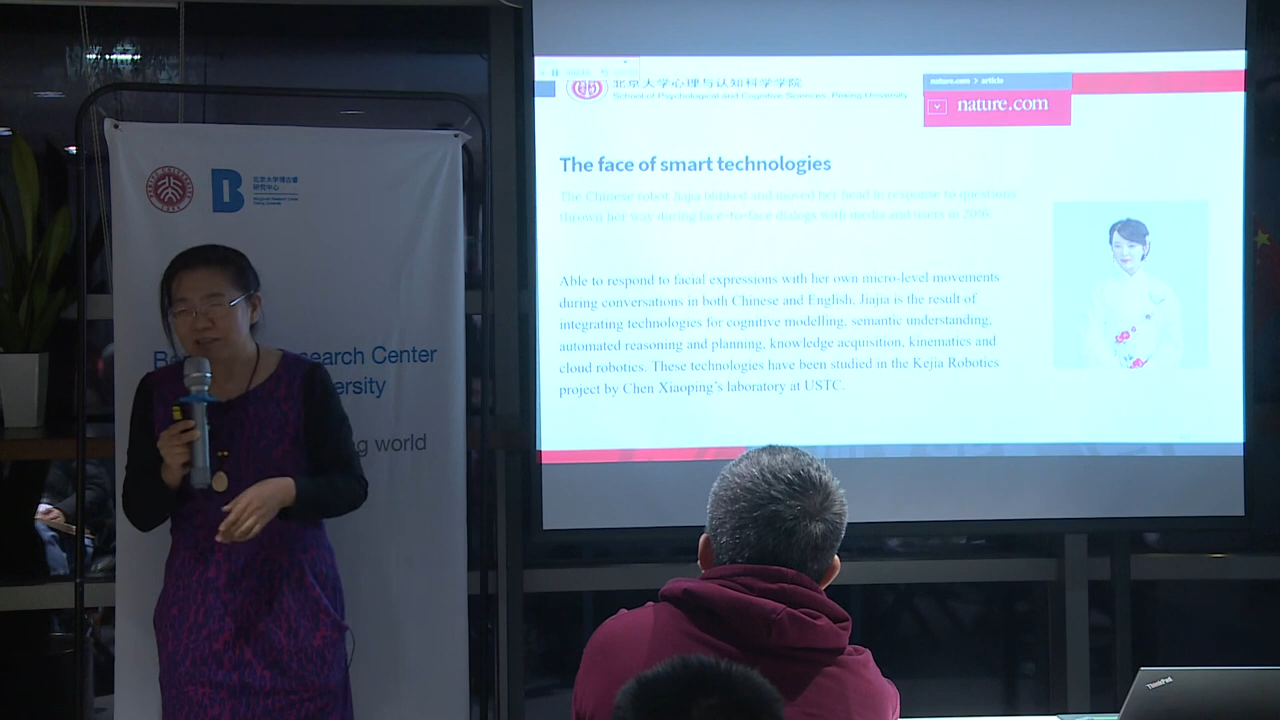 北京大学博古睿
研究中心
Be
search Center
ersity
g world
北京大学心理与认知科学学院
School of Psychological and Cognitive Sciences, Peking University
nature.com > article
nature.com
The face of smart technologies
The Chinese robot Jiajia blinked and moved her head in response to questions
thrown her way during face-to-face dialogs with media and users in 2016.
Able to respond to facial expressions with her own micro-level movements
during conversations in both Chinese and English, Jiajia is the result of
integrating technologies for cognitive modelling, semantic understanding,
automated reasoning and planning, knowledge acquisition, kinematics and
cloud robotics. These technologies have been studied in the Kejia Robotics
project by Chen Xiaoping's laboratory at USTC.
ThinkPad